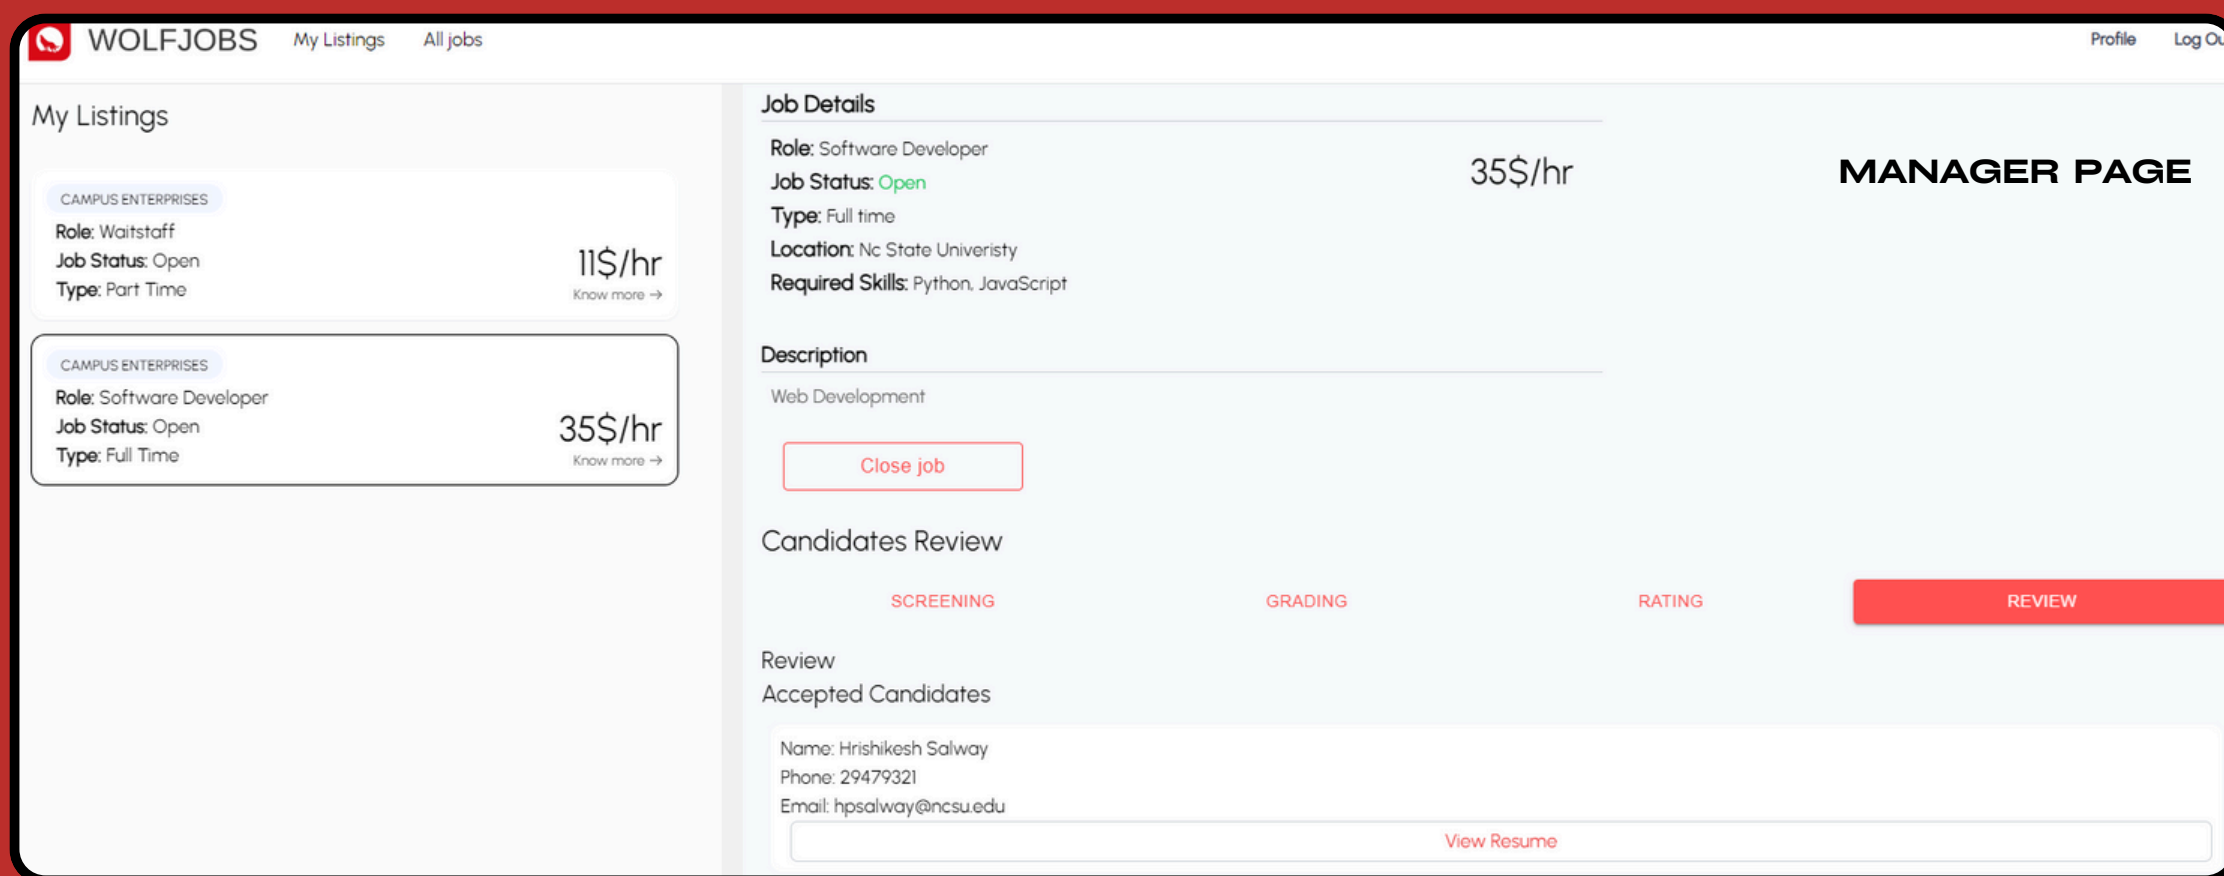 WOLFJOBS My Listings All jobs Profile Log Ou
My Listings
CAMPUS ENTERPRISES
Role: Waitstaff
Job Status: Open
Type: Part Time
11$/hr
Know more →
CAMPUS ENTERPRISES
Role: Software Developer
Job Status: Open
Type: Full Time
35$/hr
Know more →
Job Details
Role: Software Developer
Job Status: Open
Type: Full time
Location: Nc State Univeristy
Required Skills: Python, JavaScript
35$/hr
MANAGER PAGE
Description
Web Development
Close job
Candidates Review
SCREENING GRADING RATING REVIEW
Review
Accepted Candidates
Name: Hrishikesh Salway
Phone: 29479321
Email: hpsalway@ncsu.edu
View Resume